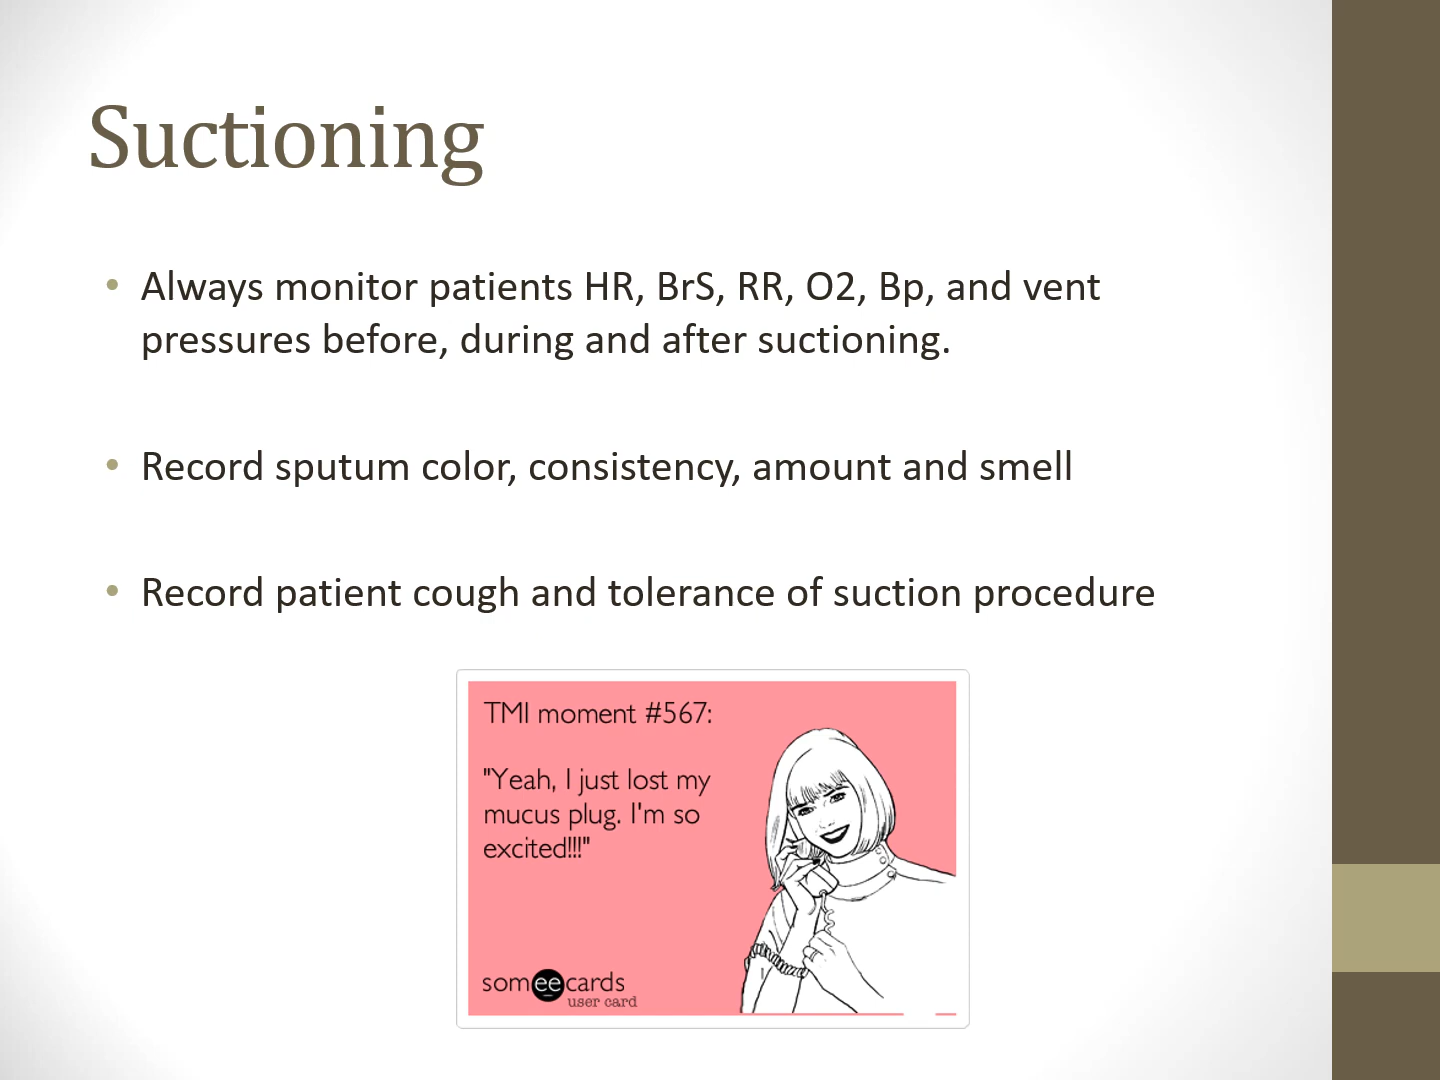 Suctioning
• Always monitor patients HR, BrS, RR, O2, Bp, and vent
pressures before, during and after suctioning.
• Record sputum color, consistency, amount and smell
• Record patient cough and tolerance of suction procedure
TMI moment #567:
"Yeah, I just lost my
mucus plug. I'm so
excited!!!"
someecards
user card